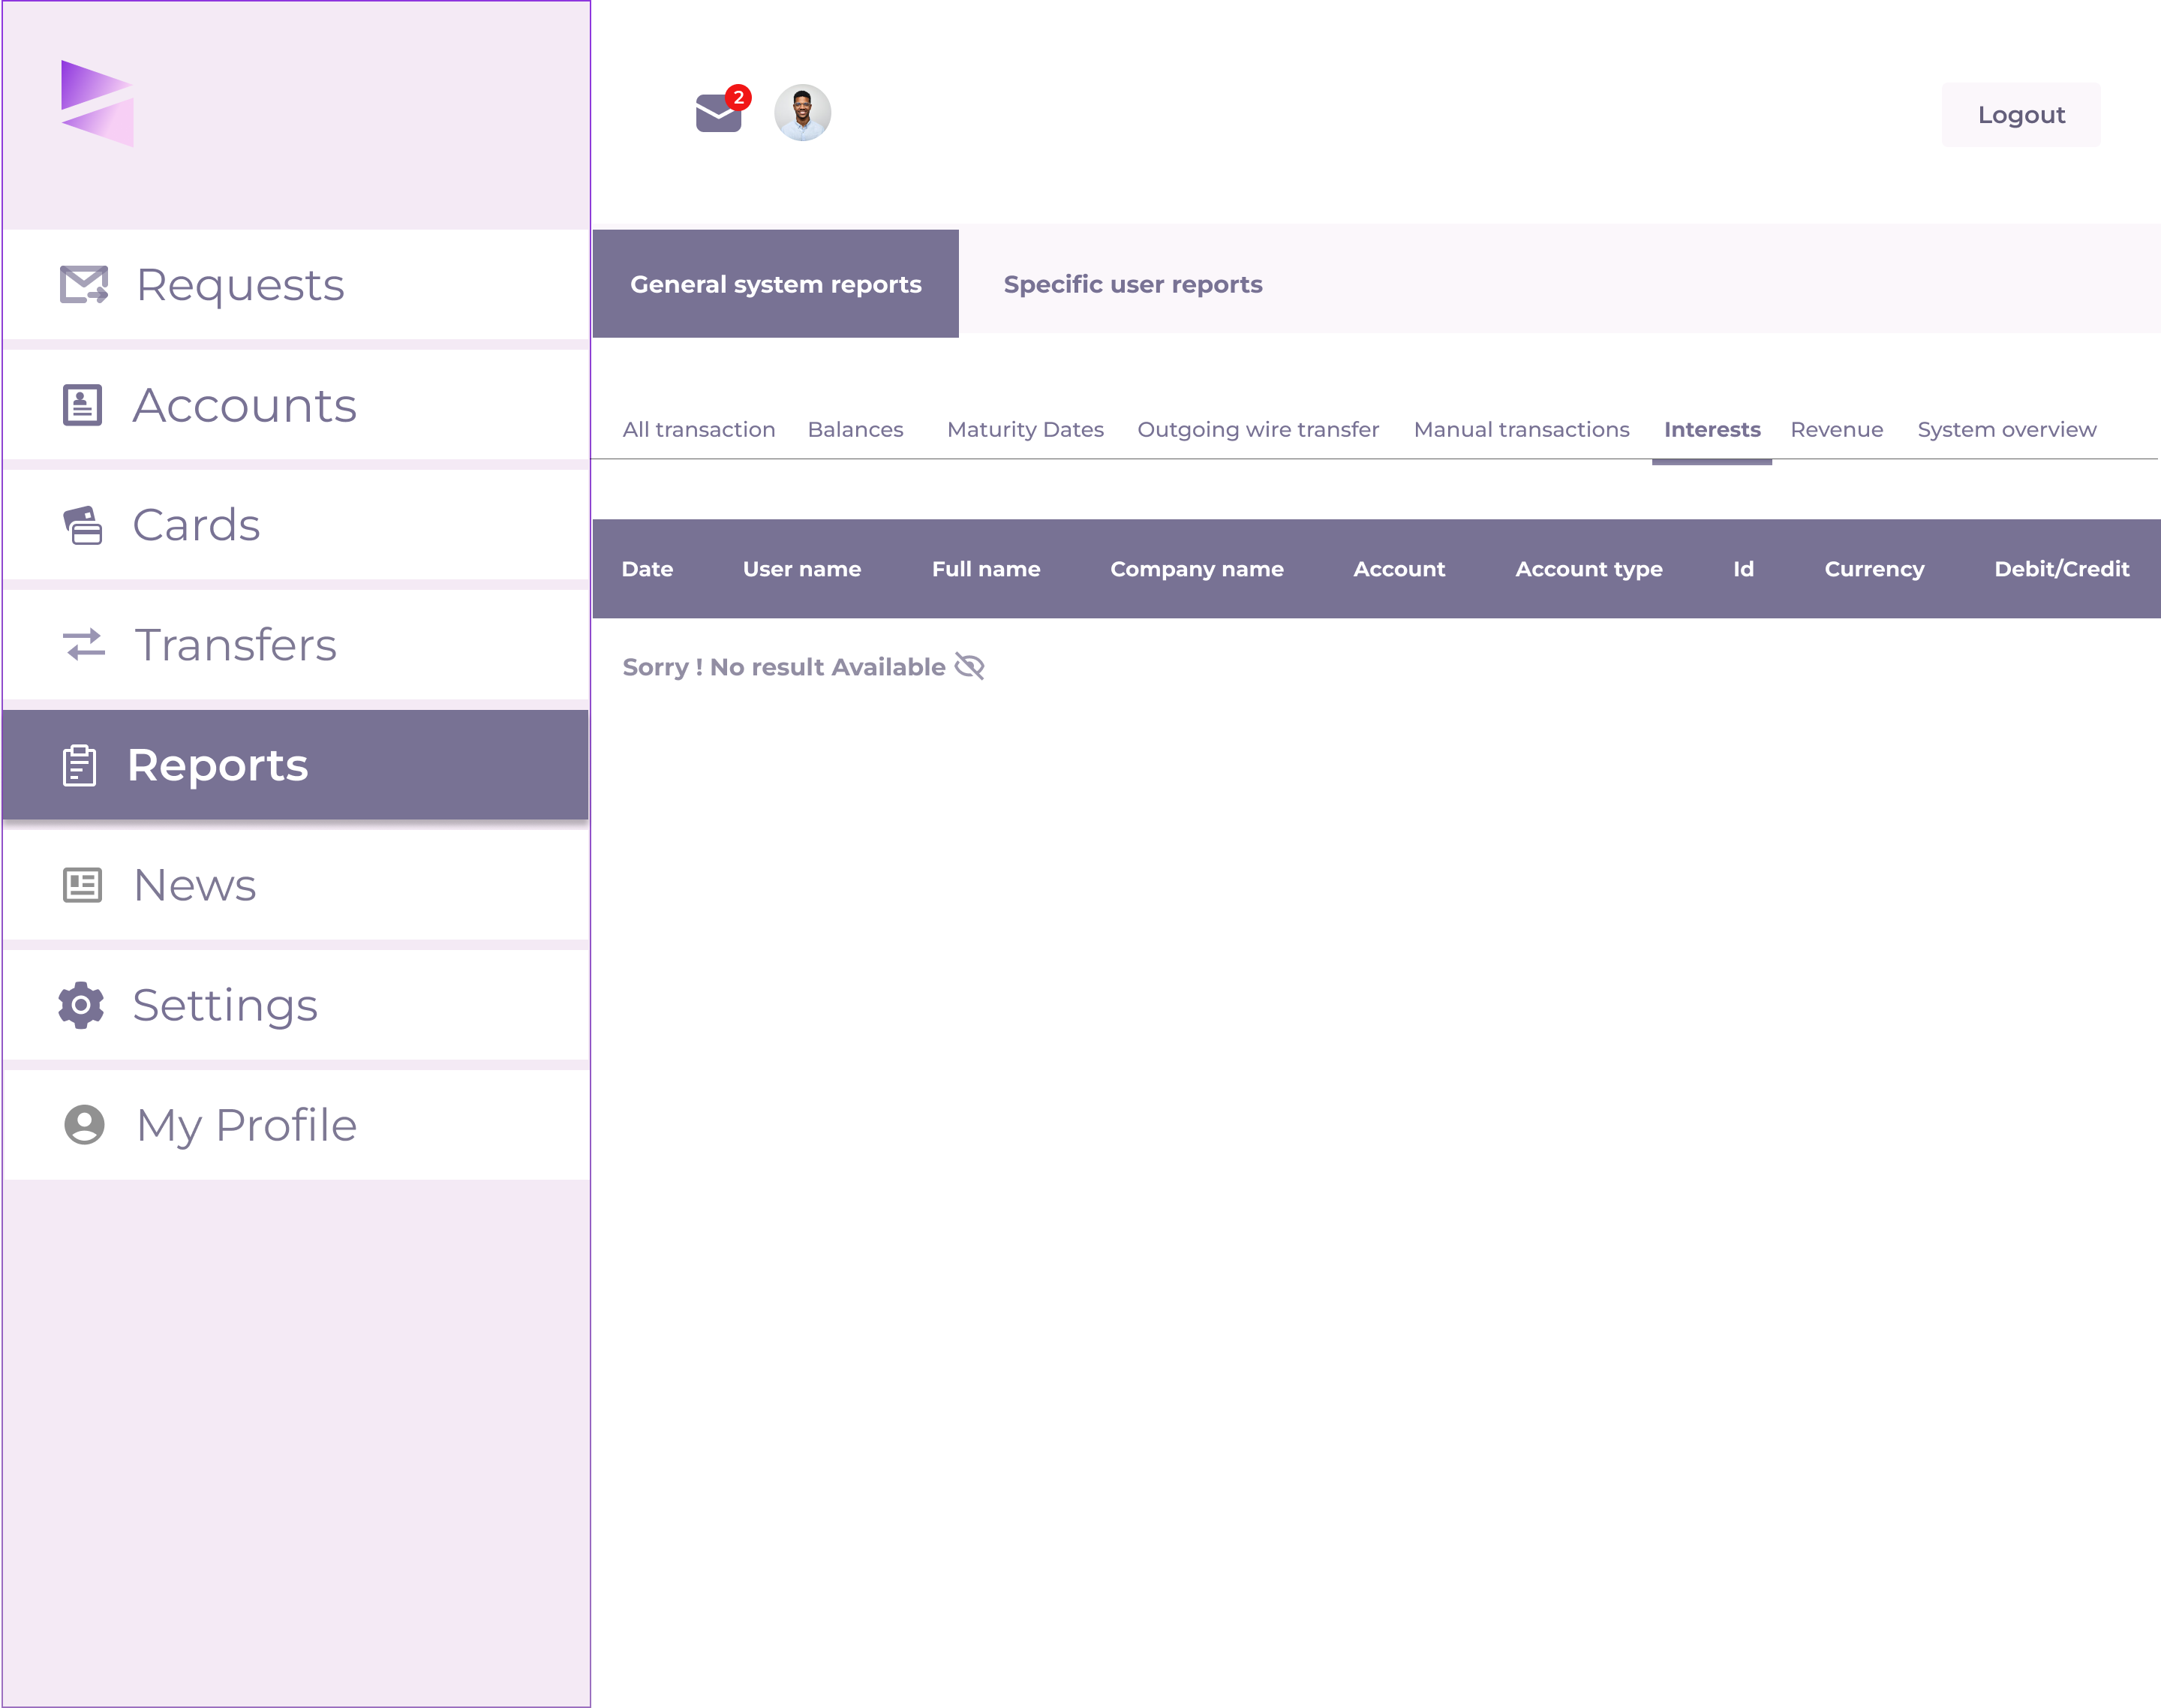 2
Logout
Requests
Accounts
Cards
Transfers
Reports
News
Settings
My Profile
General system reports Specific user reports
All transaction Balances Maturity Dates Outgoing wire transfer Manual transactions Interests Revenue System overview
Date User name Full name Company name Account Account type Id Currency Debit/Credit
Sorry ! No result Available